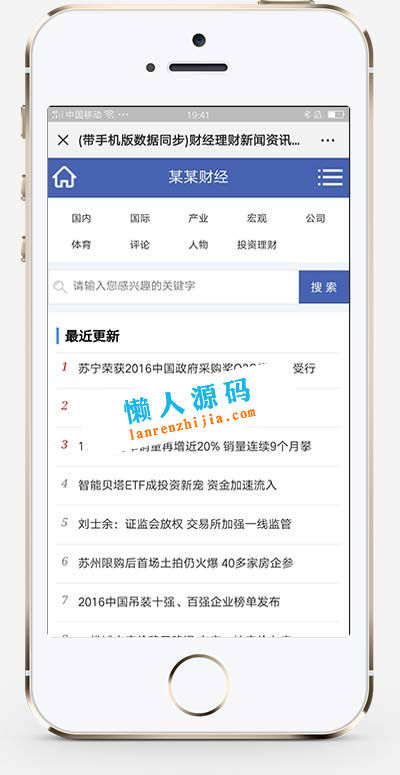 中国移动 19:41
(带手机版数据同步)财经理财新闻资讯...
某某财经
国内 国际 产业 宏观 公司
体育 评论 人物 投资理财
请输入您感兴趣的关键字 搜 索
最近更新
1 苏宁荣获2016中国政府采购奖 受行
2
懒人源码
lanrenzhijia.com
3 销量再增近20% 销量连续9个月攀
4 智能贝塔ETF成投资新宠 资金加速流入
5 刘士余：证监会放权 交易所加强一线监管
6 苏州限购后首场土拍仍火爆 40多家房企参
7 2016中国吊装十强、百强企业榜单发布